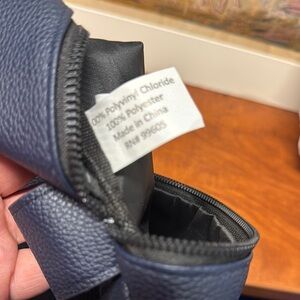 00% Polyvinyl Chloride
100% Polyester
Made in China
RN# 99605